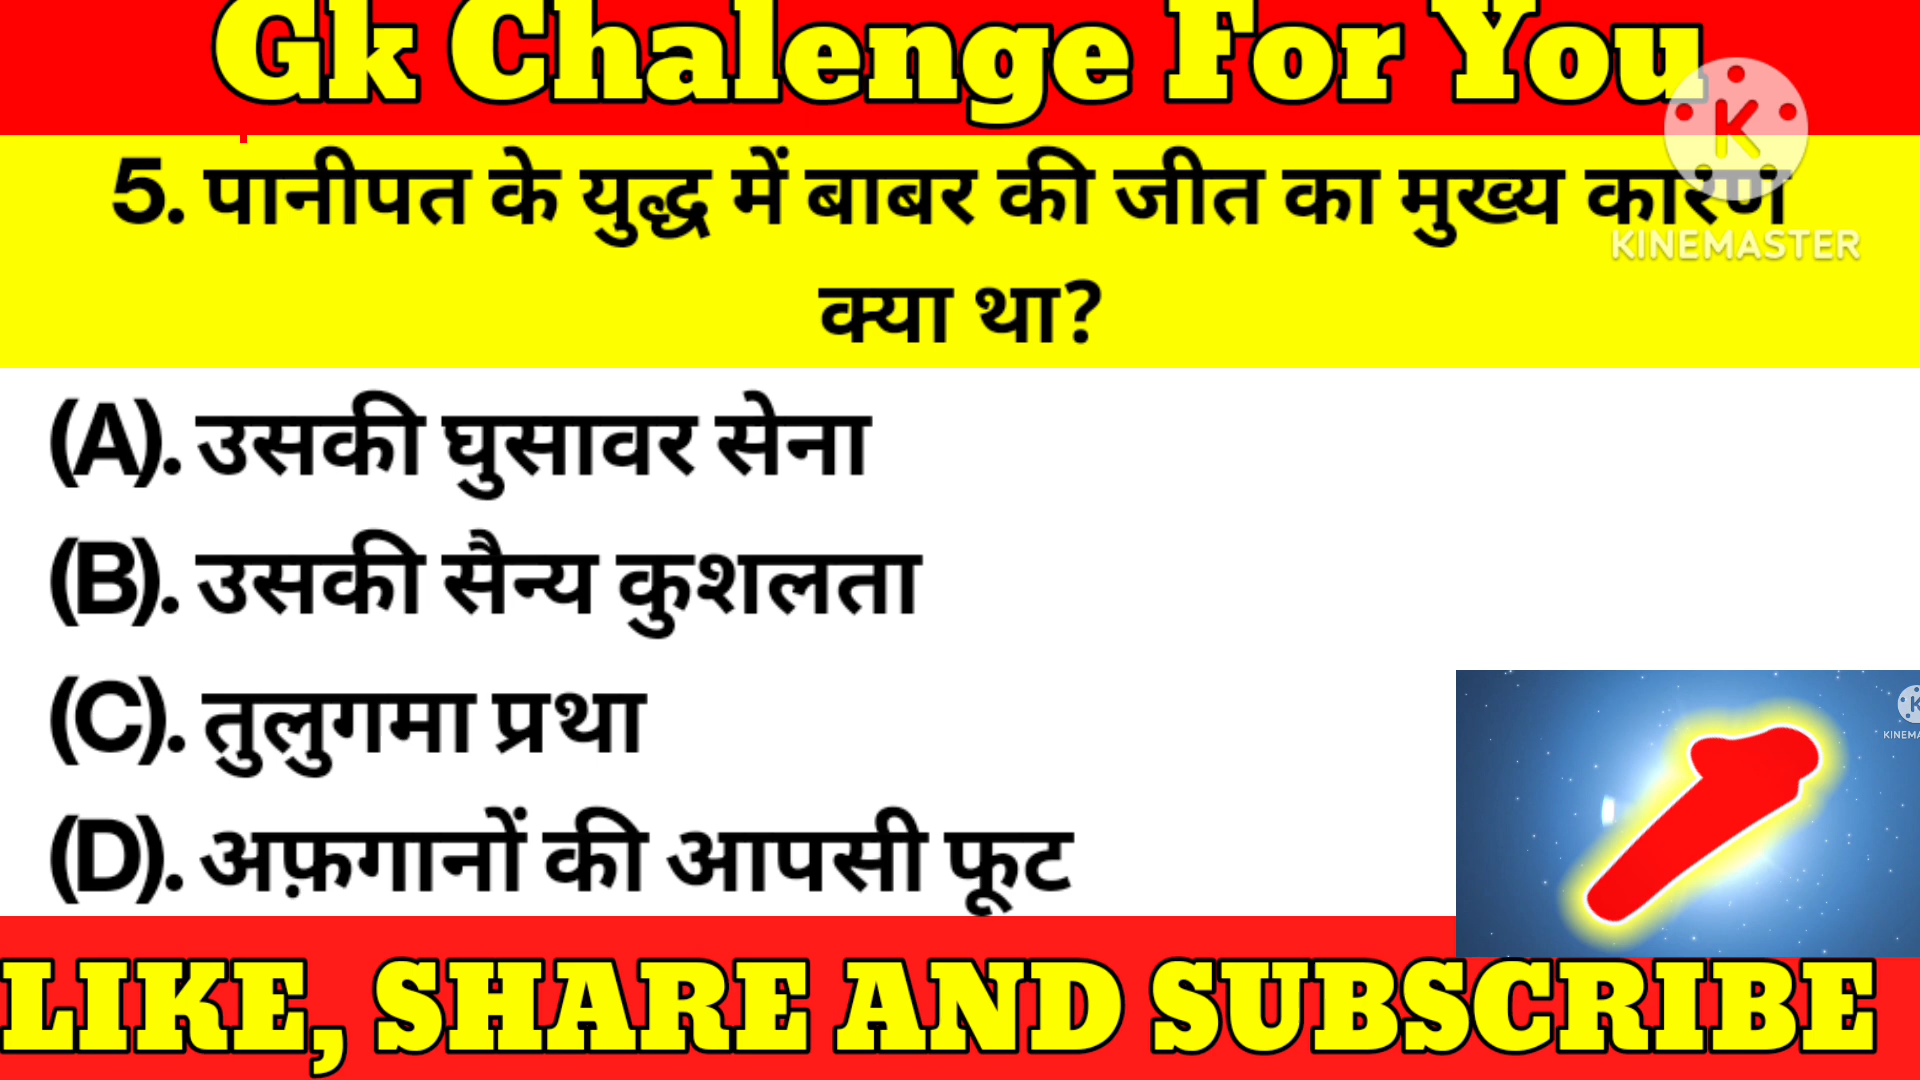 Gk Chalenge For You
K
5. पानीपत के युद्ध में बाबर की जीत का मुख्य कारण
KINEMASTER
क्या था?
(A). उसकी घुसावर सेना
(B). उसकी सैन्य कुशलता
(C). तुलुगमा प्रथा
(D). अफ़गानों की आपसी फूट
LIKE, SHARE AND SUBSCRIBE